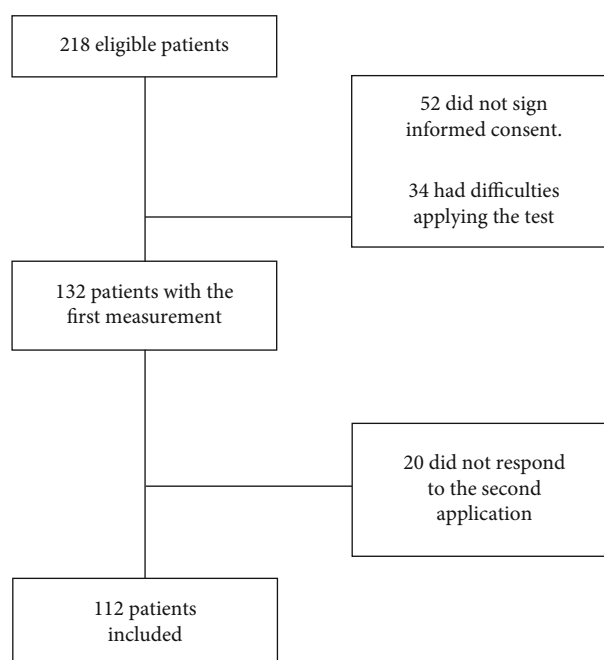 218 eligible patients
52 did not sign
informed consent.
34 had difficulties
applying the test
132 patients with the
first measurement
20 did not respond
to the second
application
112 patients
included